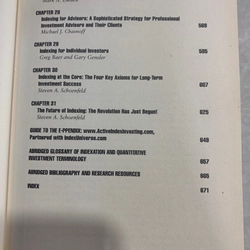 Mark S. Edwards
CHAPTER 28
Indexing for Advisors: A Sophisticated Strategy for Professional
Investment Advisors and Their Clients 569
Michael J. Chasnoff
CHAPTER 29
Indexing for Individual Investors 595
Greg Baer and Gary Gensler
CHAPTER 30
Indexing at the Core: The Four Key Axioms for Long-Term
Success 607
Steven A. Schoenfeld
CHAPTER 31
The Future of Indexing: The Revolution Has Just Begun! 625
Steven A. Schoenfeld
GUIDE TO THE E-PPENDIX: www.ActiveIndexInvesting.com,
Partnered with IndexUniverse.com 649
ABRIDGED GLOSSARY OF INDEXATION AND QUANTITATIVE
INVESTMENT TERMINOLOGY 657
ABRIDGED BIBLIOGRAPHY AND RESEARCH RESOURCES 665
INDEX 671